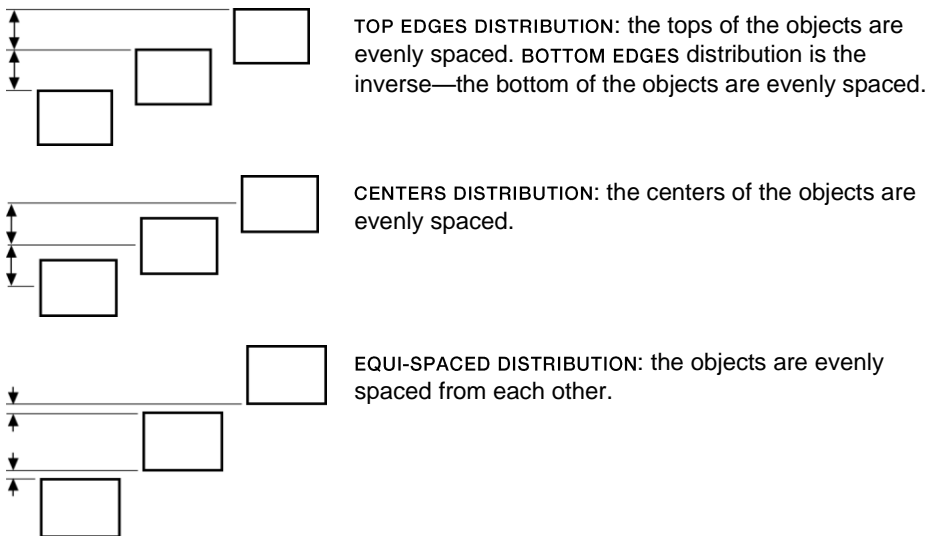 TOP EDGES DISTRIBUTION: the tops of the objects are
evenly spaced. BOTTOM EDGES distribution is the
inverse—the bottom of the objects are evenly spaced.
CENTERS DISTRIBUTION: the centers of the objects are
evenly spaced.
EQUI-SPACED DISTRIBUTION: the objects are evenly
spaced from each other.